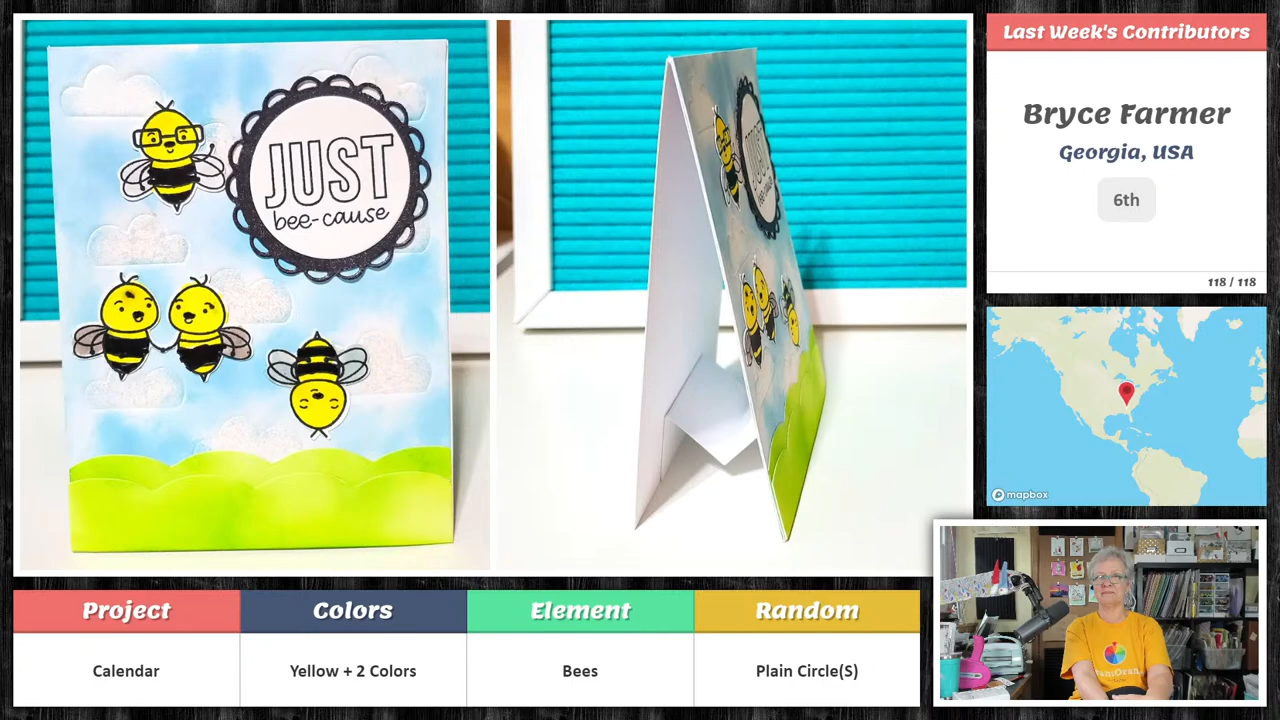 JUST
bee-cause
Last Week's Contributors
Bryce Farmer
Georgia, USA
6th
118 / 118
mapbox
Project
Colors
Element
Random
Calendar
Yellow + 2 Colors
Bees
Plain Circle(S)